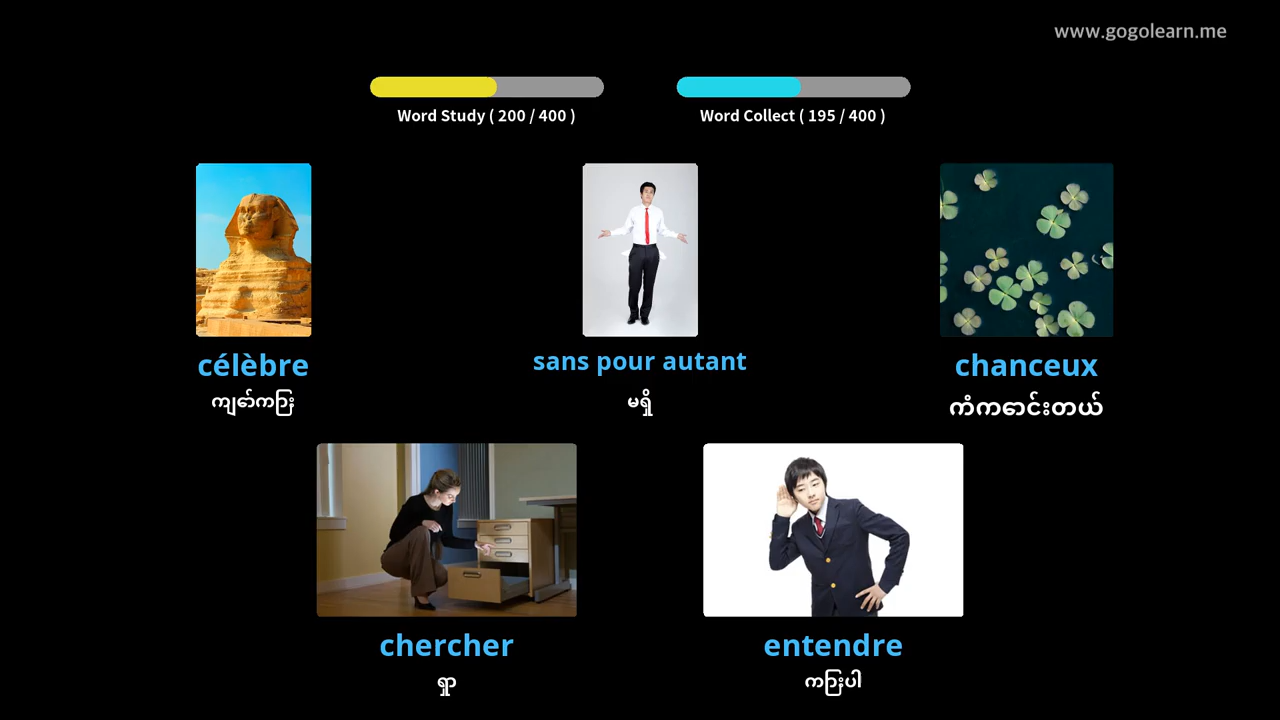 www.gogolearn.me
Word Study ( 200 / 400 )
Word Collect ( 195 / 400 )
célèbre
ကျော်ကြား
sans pour autant
မရှိ
chanceux
ကံကောင်းတယ်
chercher
ရှာ
entendre
ကြားပါ